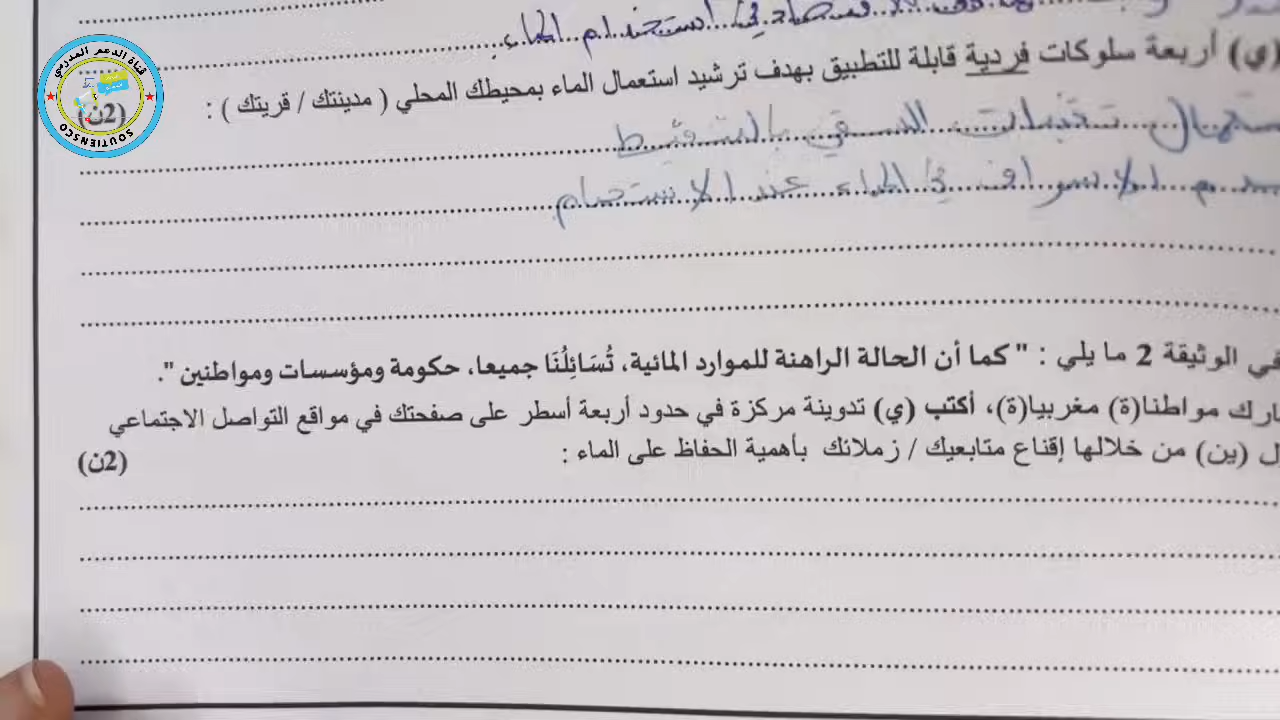 في استخدام الماء
(ي) أربعة سلوكات فردية قابلة للتطبيق بهدف ترشيد استعمال الماء بمحيطك المحلي ( مدينتك / قريتك ) :
(2ن)
تقنيات السقي بالتنقيط
الاسراف في الماء عند الاستحمام
في الوثيقة 2 ما يلي : " كما أن الحالة الراهنة للموارد المائية، تُسَائِلُنَا جميعا، حكومة ومؤسسات ومواطنين ".
مواطنا(ة) مغربيا(ة)، أكتب (ي) تدوينة مركزة في حدود أربعة أسطر على صفحتك في مواقع التواصل الاجتماعي
(ين) من خلالها إقناع متابعيك / زملائك بأهمية الحفاظ على الماء :
(2ن)
قناة الدعم المدرسي
SOUTIENSCO